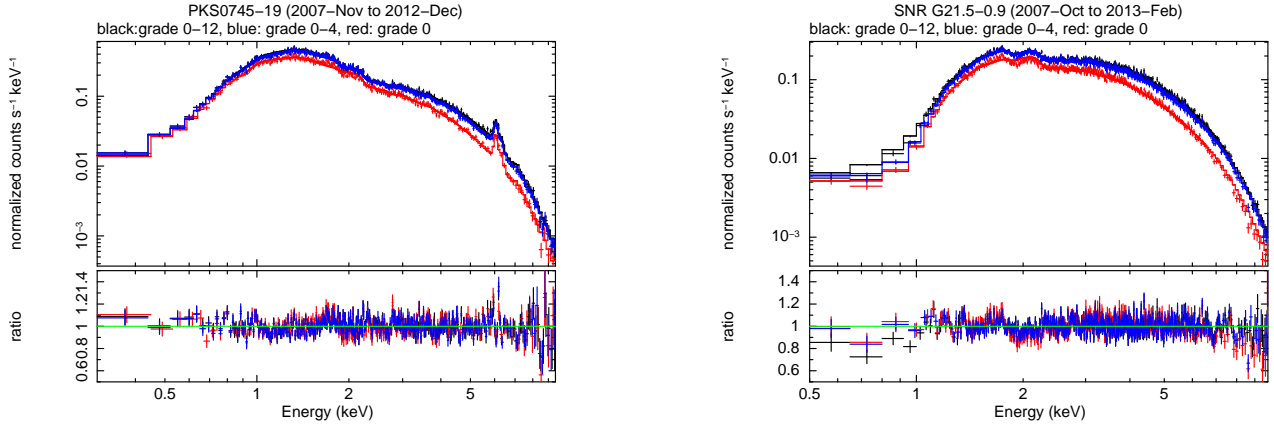 PKS0745−19 (2007−Nov to 2012−Dec)
black:grade 0−12, blue: grade 0−4, red: grade 0
normalized counts s⁻¹ keV⁻¹
0.1
0.01
10⁻³
ratio
0.6 0.8 1 1.2 1.4
0.5 1 2 5
Energy (keV)
SNR G21.5−0.9 (2007−Oct to 2013−Feb)
black: grade 0−12, blue: grade 0−4, red: grade 0
normalized counts s⁻¹ keV⁻¹
0.1
0.01
10⁻³
ratio
1.4
1.2
1
0.8
0.6
0.5 1 2 5
Energy (keV)